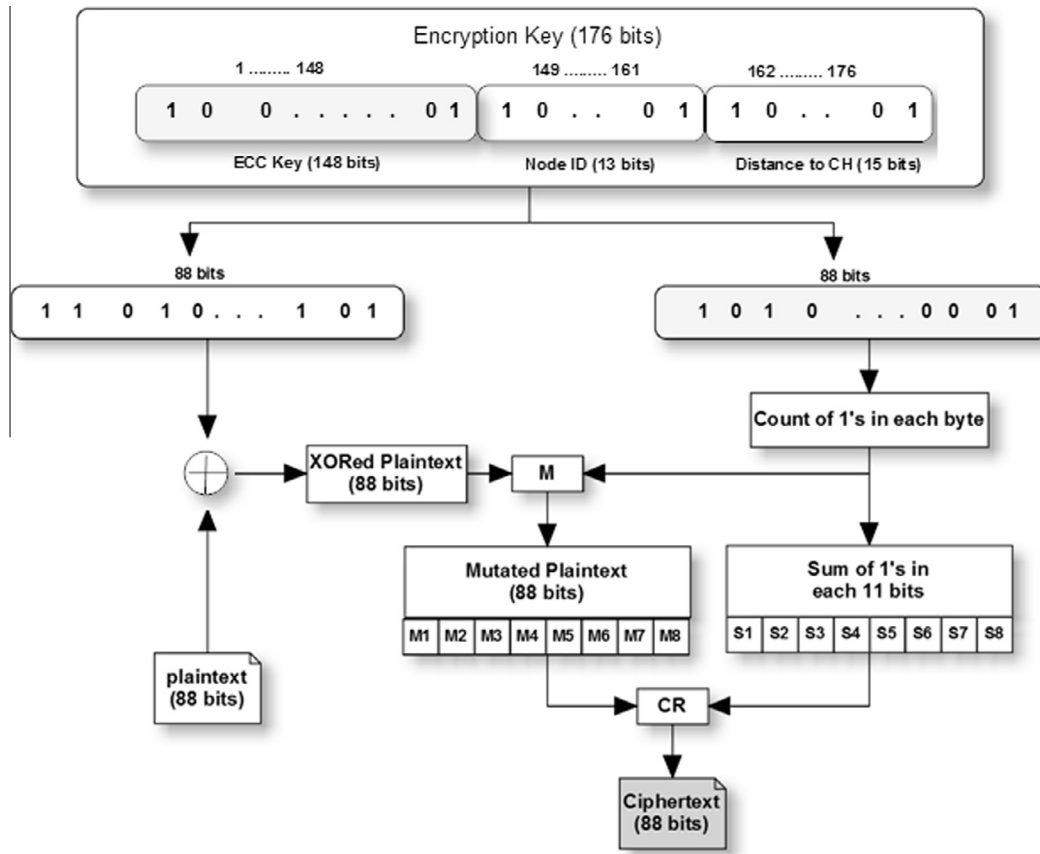 Encryption Key (176 bits)
1 ......... 148
149 ......... 161
162 ......... 176
1 0 0 . . . . . 0 1
1 0 . . 0 1
1 0 . . 0 1
ECC Key (148 bits)
Node ID (13 bits)
Distance to CH (15 bits)
88 bits
88 bits
1 1 0 1 0 . . . 1 0 1
1 0 1 0 . . . 0 0 0 1
Count of 1's in each byte
XORed Plaintext
(88 bits)
M
Mutated Plaintext
(88 bits)
Sum of 1's in
each 11 bits
M1 M2 M3 M4 M5 M6 M7 M8
S1 S2 S3 S4 S5 S6 S7 S8
plaintext
(88 bits)
CR
Ciphertext
(88 bits)